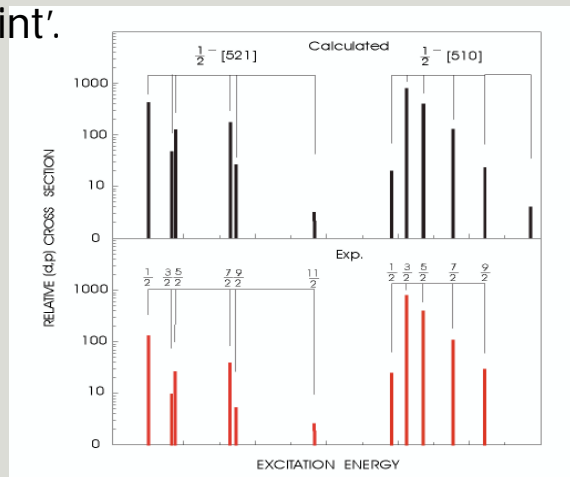 int'.
Calculated
1/2⁻ [521]
1/2⁻ [510]
1000
100
10
0
RELATIVE (d,p) CROSS SECTION
Exp.
1/2 3/2 5/2 7/2 9/2 11/2
1/2 3/2 5/2 7/2 9/2
1000
100
10
0
EXCITATION ENERGY